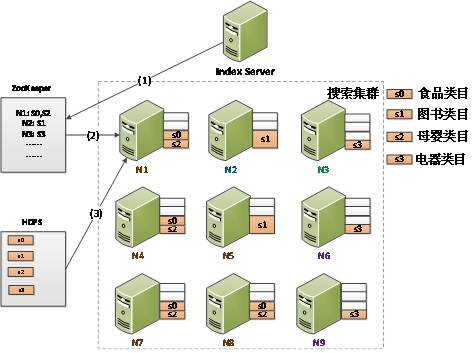 Index Server
(1)
ZooKeeper
N1: S0,S2
N2: S1
N3: S3
......
......
(2)
搜索集群
s0 食品类目
s1 图书类目
s2 母婴类目
s3 电器类目
s0
s2
N1
s1
N2
s3
N3
HDFS
s0
s1
s2
s3
(3)
s0
s2
N4
s1
N5
s3
N6
s0
s2
N7
s0
s2
N8
s3
N9